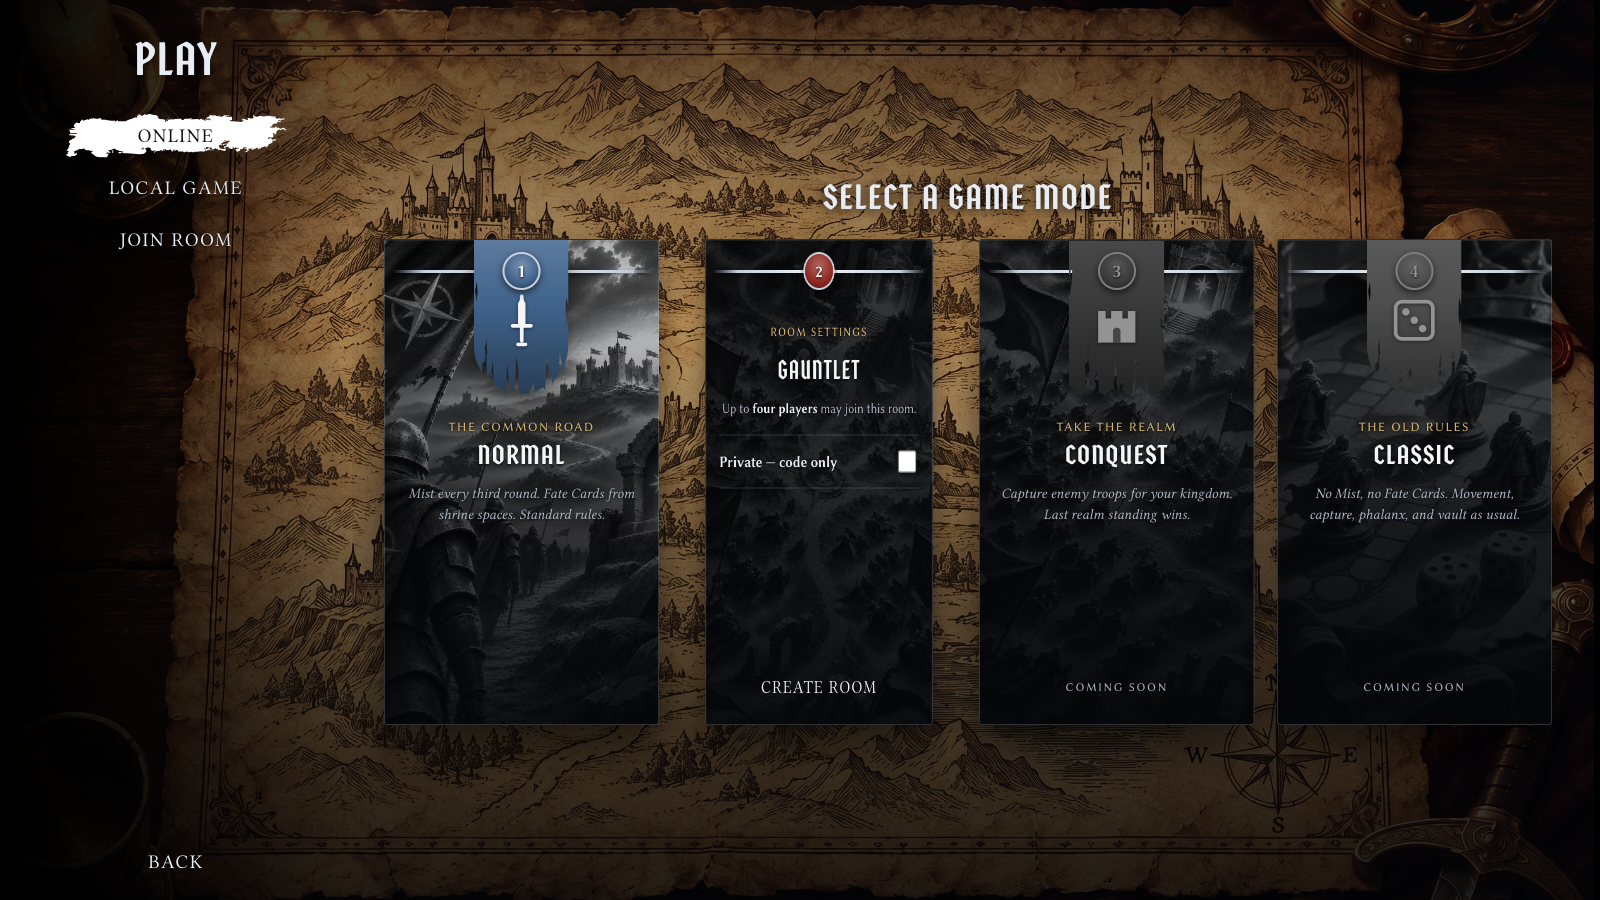 PLAY
ONLINE
LOCAL GAME
JOIN ROOM
BACK
SELECT A GAME MODE
1
THE COMMON ROAD
NORMAL
Mist every third round. Fate Cards from
shrine spaces. Standard rules.
2
ROOM SETTINGS
GAUNTLET
Up to four players may join this room.
Private – code only
CREATE ROOM
3
TAKE THE REALM
CONQUEST
Capture enemy troops for your kingdom.
Last realm standing wins.
COMING SOON
4
THE OLD RULES
CLASSIC
No Mist, no Fate Cards. Movement,
capture, phalanx, and vault as usual.
COMING SOON
W
E
S